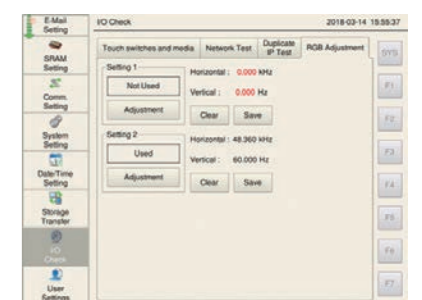 E-Mail
Setting
SRAM
Setting
Comm.
Setting
System
Setting
Date/Time
Setting
Storage
Transfer
I/O
Check
User
Settings
I/O Check
2018-03-14 15:55:37
Touch switches and media
Network Test
Duplicate
IP Test
RGB Adjustment
Setting 1
Not Used
Adjustment
Horizontal : 0.000 kHz
Vertical : 0.000 Hz
Clear
Save
Setting 2
Used
Adjustment
Horizontal : 48.360 kHz
Vertical : 60.000 Hz
Clear
Save
SYS
F1
F2
F3
F4
F5
F6
F7